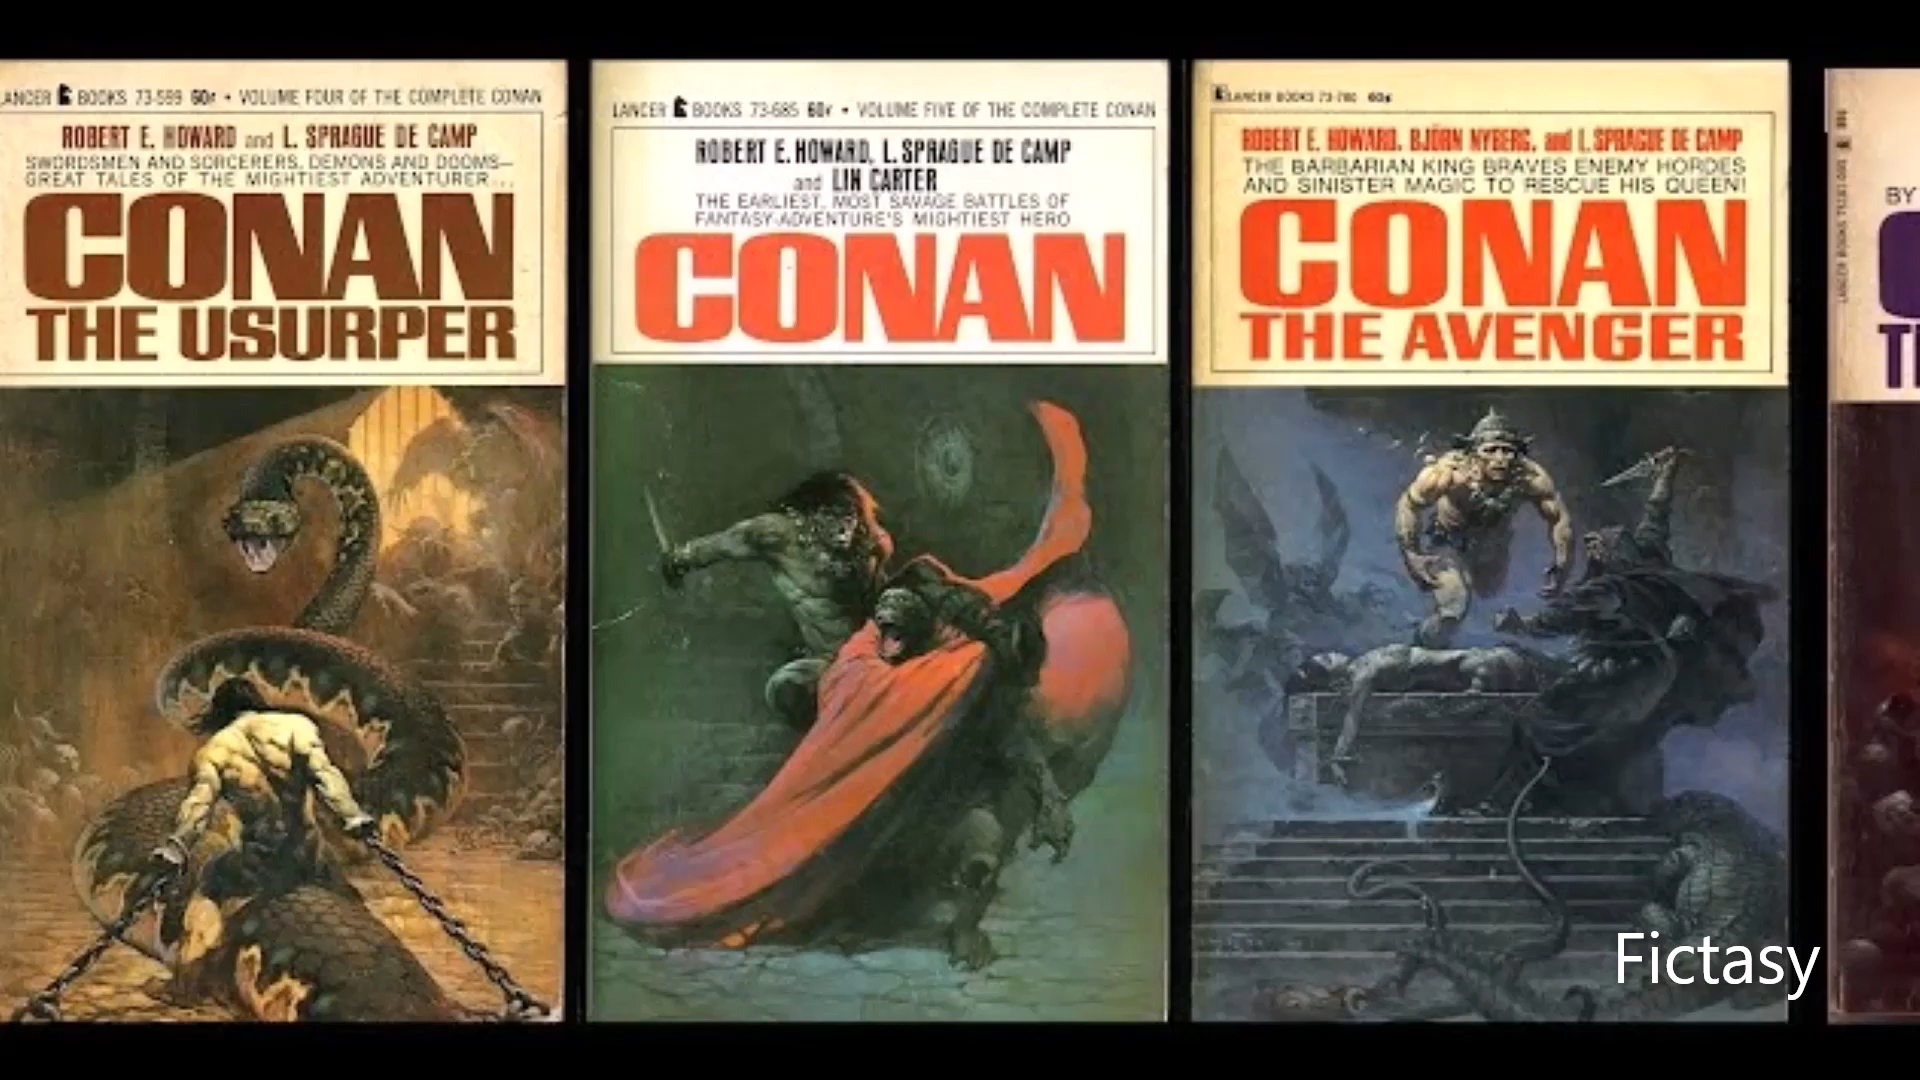 LANCER BOOKS 73-599 60¢ • VOLUME FOUR OF THE COMPLETE CONAN
ROBERT E. HOWARD and L. SPRAGUE DE CAMP
SWORDSMEN AND SORCERERS, DEMONS AND DOOMS—
GREAT TALES OF THE MIGHTIEST ADVENTURER...
CONAN
THE USURPER
LANCER BOOKS 73-685 60¢ • VOLUME FIVE OF THE COMPLETE CONAN
ROBERT E. HOWARD, L. SPRAGUE DE CAMP
and LIN CARTER
THE EARLIEST, MOST SAVAGE BATTLES OF
FANTASY-ADVENTURE'S MIGHTIEST HERO
CONAN
LANCER BOOKS 73-780 60¢
ROBERT E. HOWARD, BJÖRN NYBERG, and L. SPRAGUE DE CAMP
THE BARBARIAN KING BRAVES ENEMY HORDES
AND SINISTER MAGIC TO RESCUE HIS QUEEN!
CONAN
THE AVENGER
BY
Fictasy